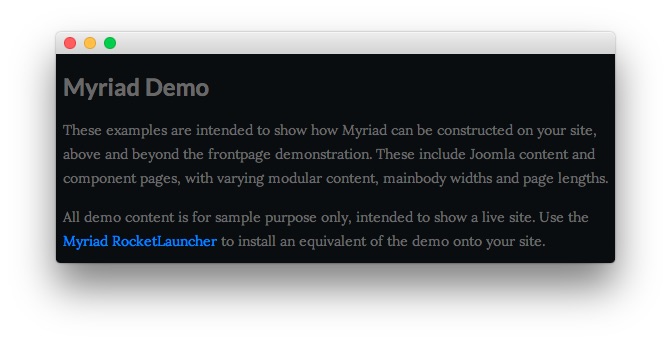 Myriad Demo
These examples are intended to show how Myriad can be constructed on your site,
above and beyond the frontpage demonstration. These include Joomla content and
component pages, with varying modular content, mainbody widths and page lengths.
All demo content is for sample purpose only, intended to show a live site. Use the
Myriad RocketLauncher to install an equivalent of the demo onto your site.